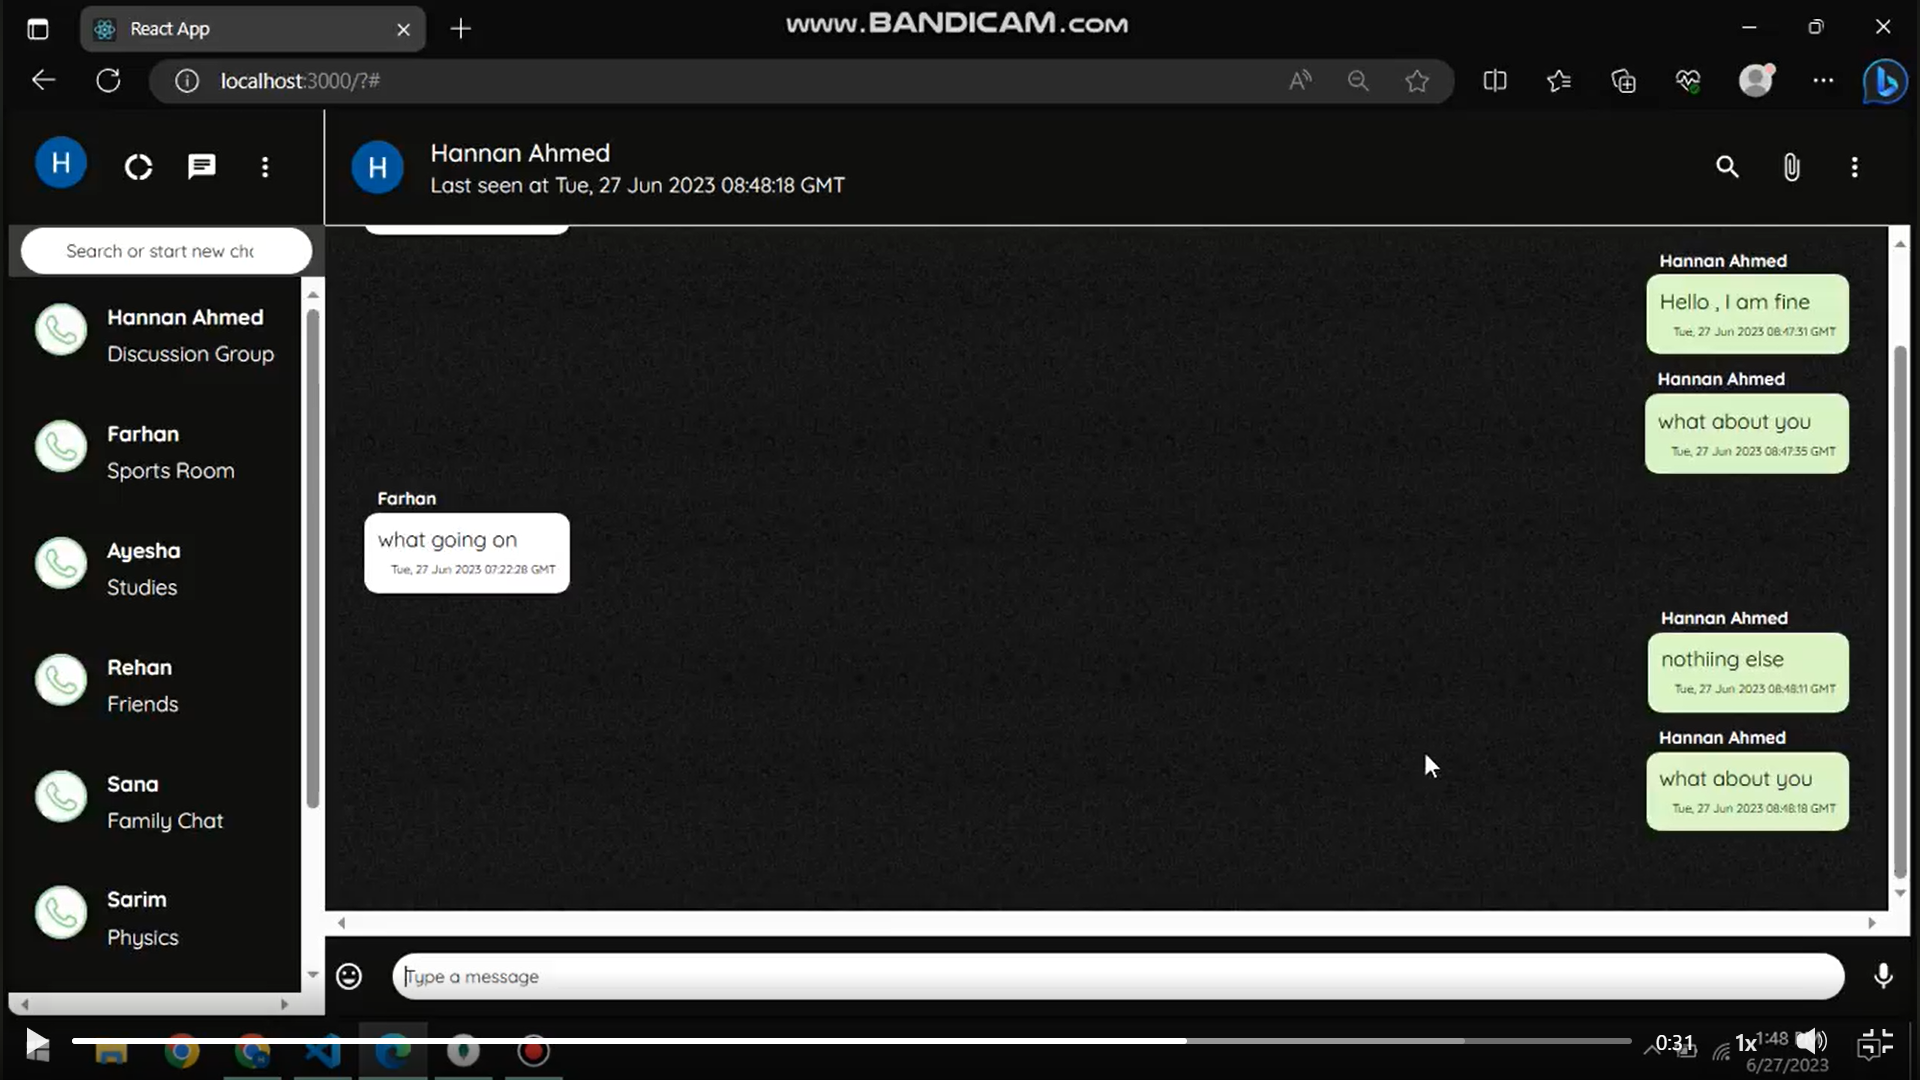 React App
www.BANDICAM.com
localhost:3000/?#
H
H
Hannan Ahmed
Last seen at Tue, 27 Jun 2023 08:48:18 GMT
Search or start new cha
Hannan Ahmed
Discussion Group
Farhan
Sports Room
Ayesha
Studies
Rehan
Friends
Sana
Family Chat
Sarim
Physics
Hannan Ahmed
Hello , I am fine
Tue, 27 Jun 2023 08:47:31 GMT
Hannan Ahmed
what about you
Tue, 27 Jun 2023 08:47:35 GMT
Farhan
what going on
Tue, 27 Jun 2023 07:22:28 GMT
Hannan Ahmed
nothiing else
Tue, 27 Jun 2023 08:48:11 GMT
Hannan Ahmed
what about you
Tue, 27 Jun 2023 08:48:18 GMT
Type a message
0:31
1x
1:48 PM
6/27/2023